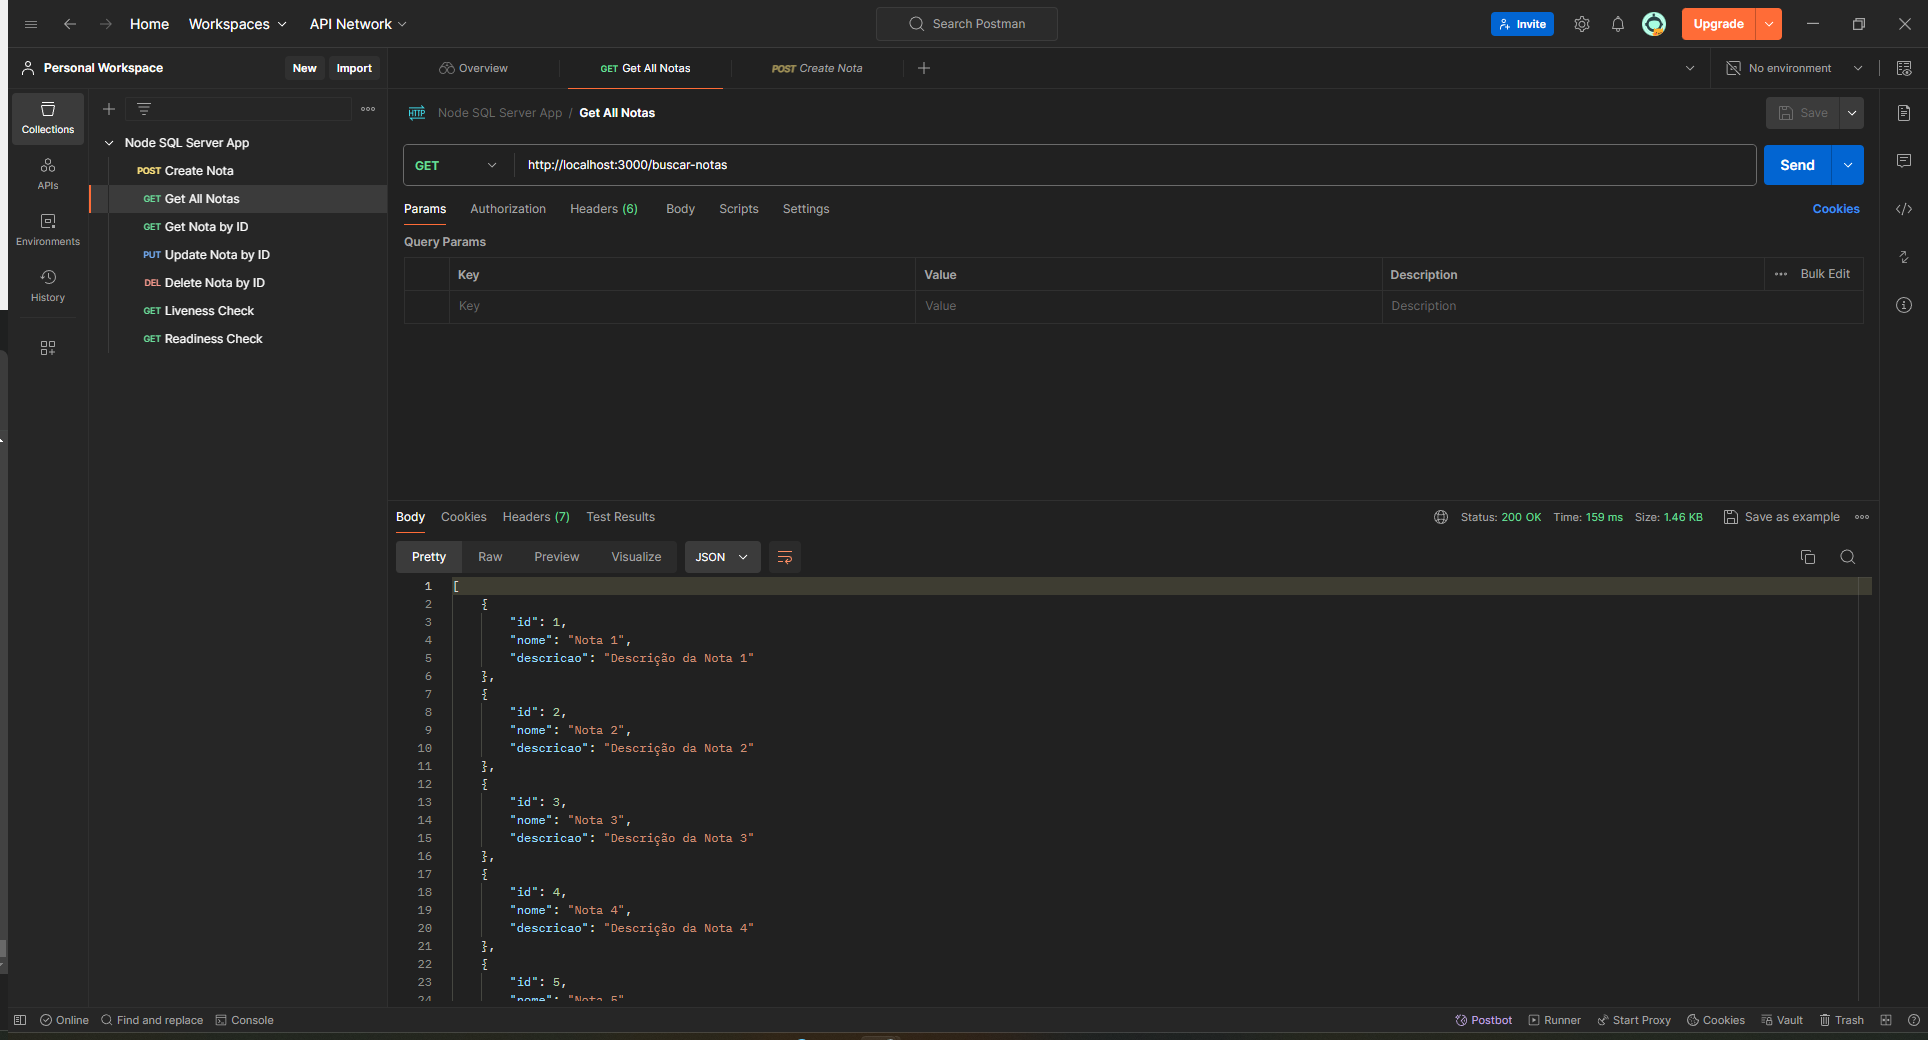 Home Workspaces API Network Search Postman Invite Upgrade
Personal Workspace New Import Overview GET Get All Notas POST Create Nota No environment
Collections
APIs
Environments
History
Node SQL Server App
POST Create Nota
GET Get All Notas
GET Get Nota by ID
PUT Update Nota by ID
DEL Delete Nota by ID
GET Liveness Check
GET Readiness Check
HTTP Node SQL Server App / Get All Notas Save
GET http://localhost:3000/buscar-notas Send
Params Authorization Headers (6) Body Scripts Settings Cookies
Query Params
Key Value Description Bulk Edit
Key Value Description
Body Cookies Headers (7) Test Results Status: 200 OK Time: 159 ms Size: 1.46 KB Save as example
Pretty Raw Preview Visualize JSON
1 [
2 {
3 "id": 1,
4 "nome": "Nota 1",
5 "descricao": "Descrição da Nota 1"
6 },
7 {
8 "id": 2,
9 "nome": "Nota 2",
10 "descricao": "Descrição da Nota 2"
11 },
12 {
13 "id": 3,
14 "nome": "Nota 3",
15 "descricao": "Descrição da Nota 3"
16 },
17 {
18 "id": 4,
19 "nome": "Nota 4",
20 "descricao": "Descrição da Nota 4"
21 },
22 {
23 "id": 5,
24 "nome": "Nota 5"
Online Find and replace Console Postbot Runner Start Proxy Cookies Vault Trash